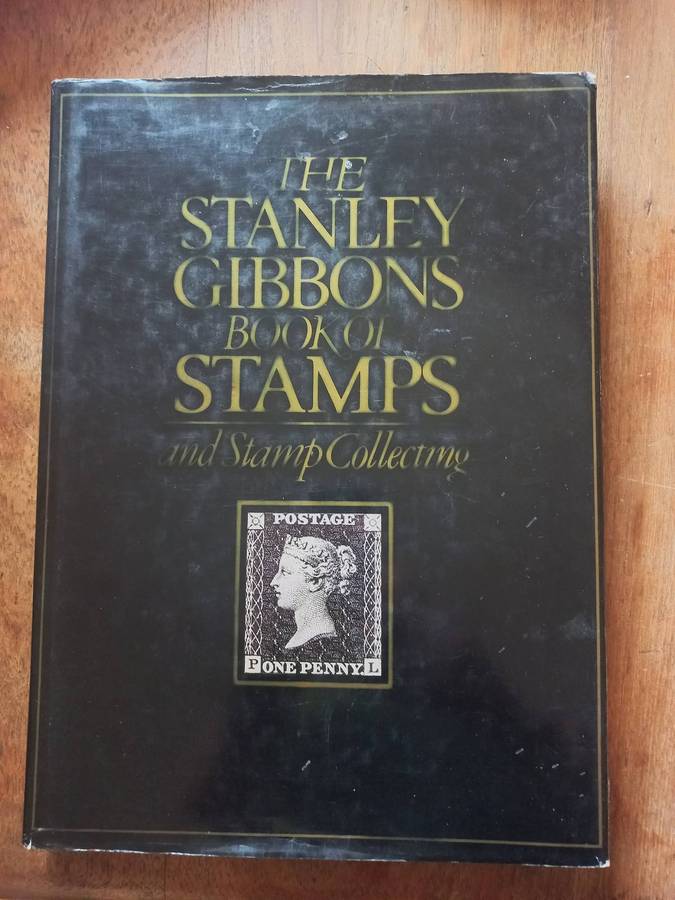 THE
STANLEY
GIBBONS
BOOK OF
STAMPS
and Stamp Collecting
POSTAGE
P ONE PENNY. L